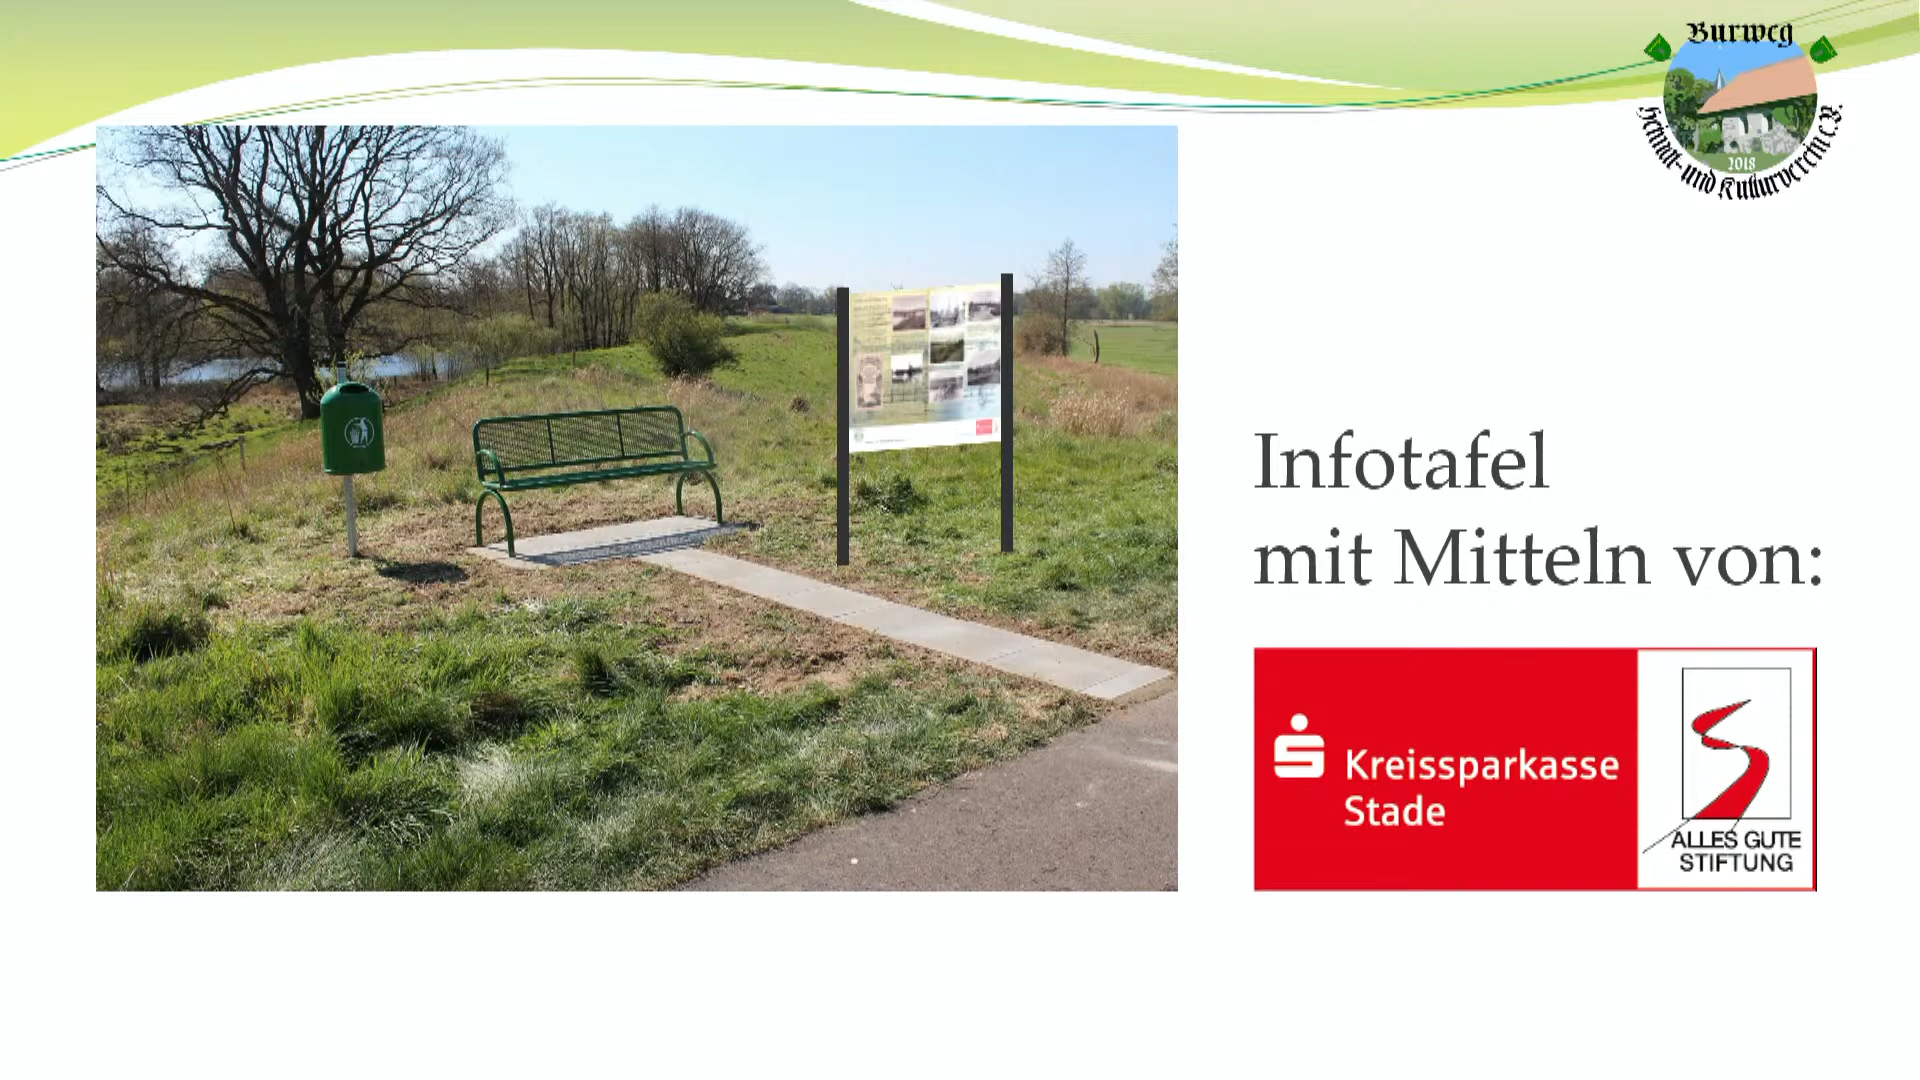 Burweg
Heimat- und Kulturverein e.V.
2018
Infotafel
mit Mitteln von:
Kreissparkasse
Stade
ALLES GUTE
STIFTUNG